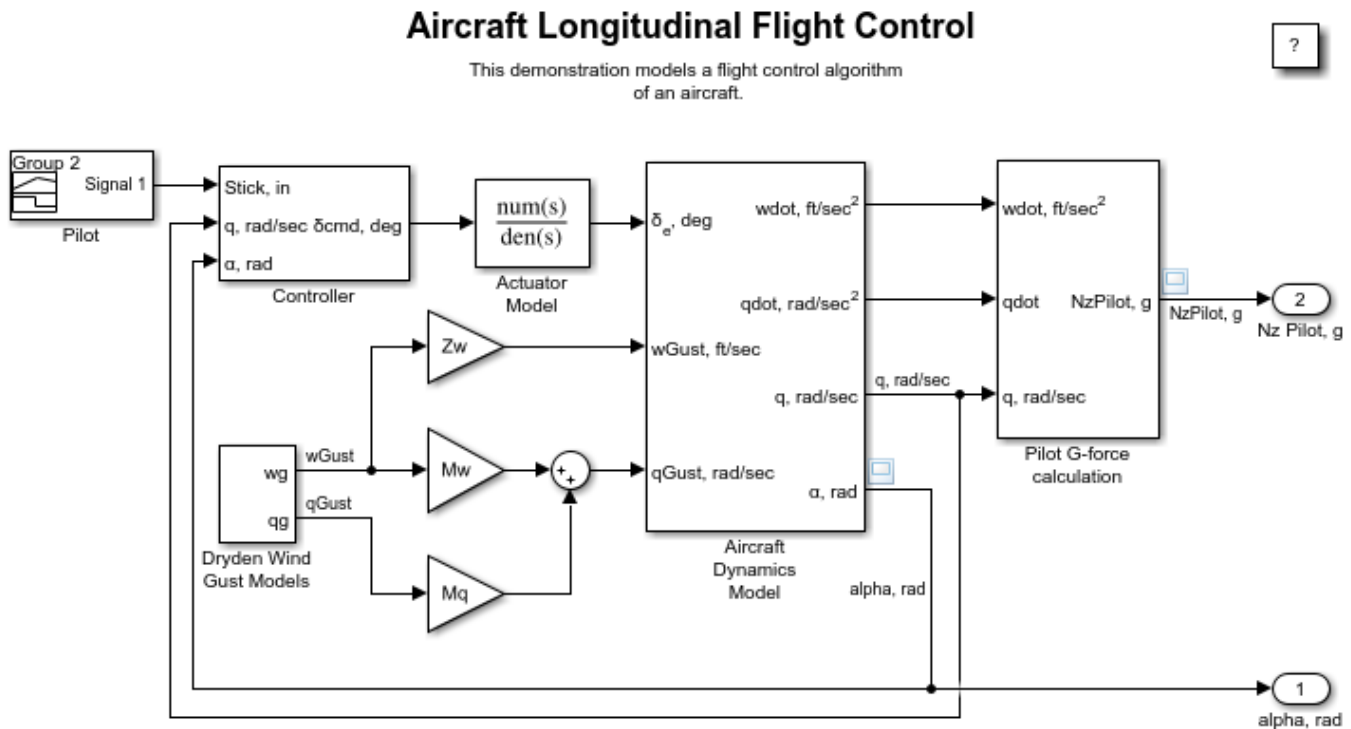 Aircraft Longitudinal Flight Control
?
This demonstration models a flight control algorithm
of an aircraft.
Group 2
Signal 1
Pilot
Stick, in
q, rad/sec δcmd, deg
α, rad
Controller
num(s)
den(s)
Actuator
Model
Zw
Mw
Mq
wg
qg
wGust
qGust
Dryden Wind
Gust Models
+
+
δe, deg
wGust, ft/sec
qGust, rad/sec
wdot, ft/sec²
qdot, rad/sec²
q, rad/sec
α, rad
Aircraft
Dynamics
Model
q, rad/sec
alpha, rad
wdot, ft/sec²
qdot
q, rad/sec
NzPilot, g
Pilot G-force
calculation
NzPilot, g
2
Nz Pilot, g
1
alpha, rad